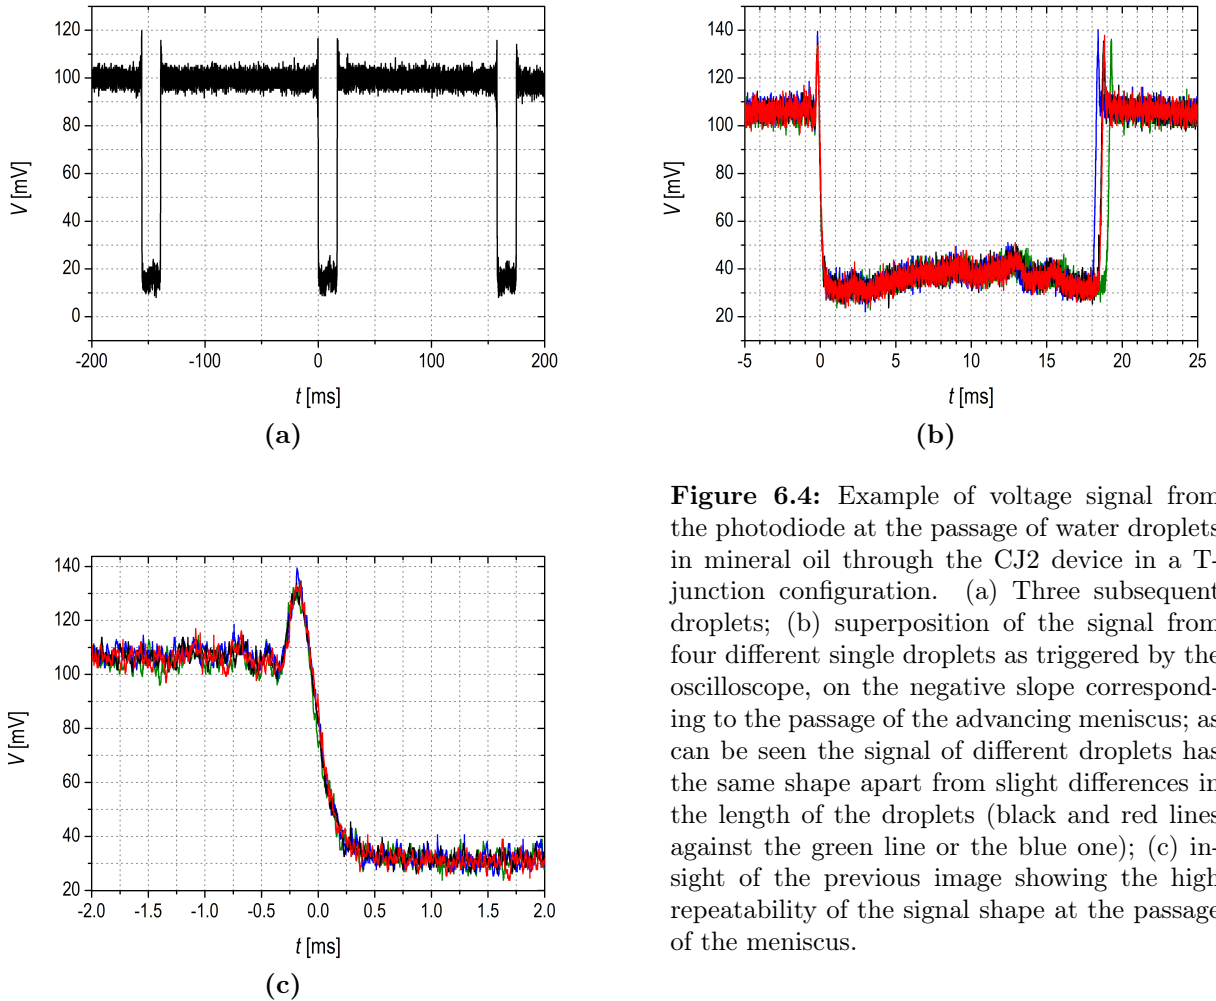 120
100
80
60
40
20
0
V [mV]
-200
-100
0
100
200
t [ms]
(a)
140
120
100
80
60
40
20
V [mV]
-5
0
5
10
15
20
25
t [ms]
(b)
140
120
100
80
60
40
20
V [mV]
-2.0
-1.5
-1.0
-0.5
0.0
0.5
1.0
1.5
2.0
t [ms]
(c)
Figure 6.4: Example of voltage signal from
the photodiode at the passage of water droplets
in mineral oil through the CJ2 device in a T-
junction configuration. (a) Three subsequent
droplets; (b) superposition of the signal from
four different single droplets as triggered by the
oscilloscope, on the negative slope correspond-
ing to the passage of the advancing meniscus; as
can be seen the signal of different droplets has
the same shape apart from slight differences in
the length of the droplets (black and red lines
against the green line or the blue one); (c) in-
sight of the previous image showing the high
repeatability of the signal shape at the passage
of the meniscus.